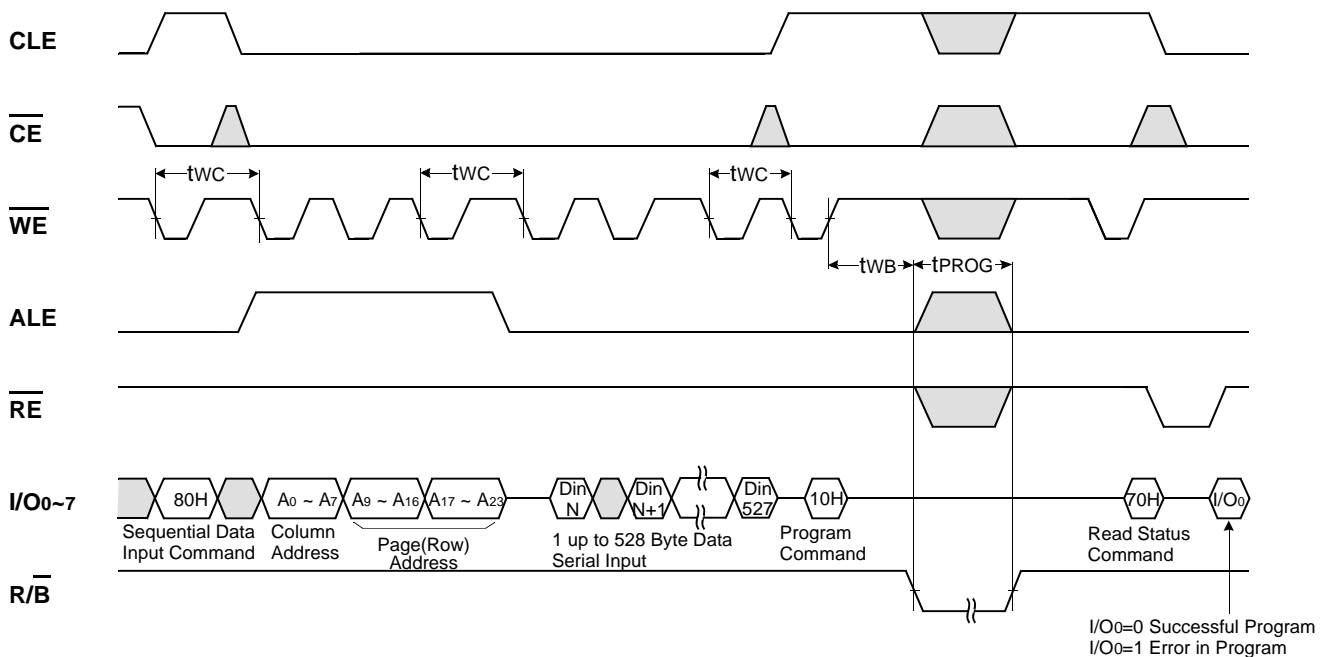 CLE
CE
tWC tWC tWC
WE
tWB tPROG
ALE
RE
I/O0~7 80H A0 ~ A7 A9 ~ A16 A17 ~ A23 Din N Din N+1 Din 527 10H 70H I/O0
Sequential Data Input Command
Column Address
Page(Row) Address
1 up to 528 Byte Data Serial Input
Program Command
Read Status Command
R/B
I/O0=0 Successful Program
I/O0=1 Error in Program